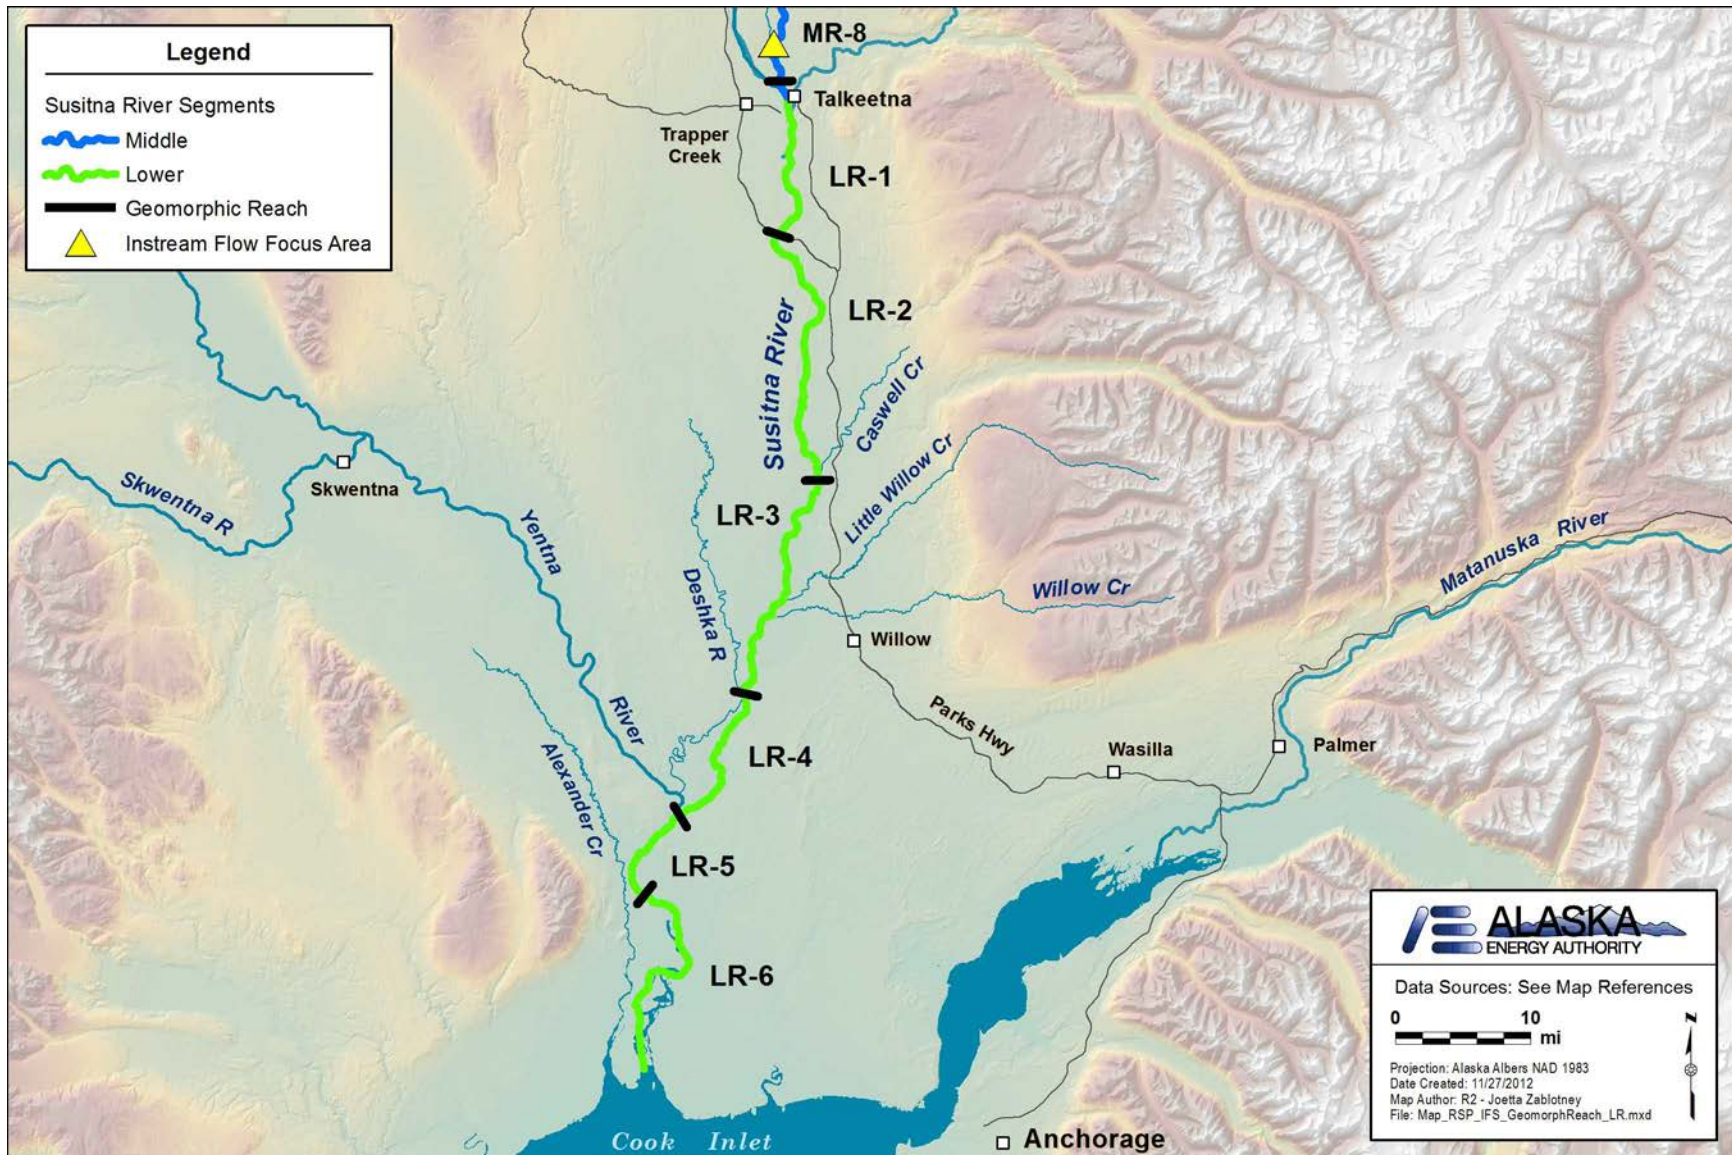 Legend
Susitna River Segments
Middle
Lower
Geomorphic Reach
Instream Flow Focus Area
MR-8
Talkeetna
Trapper
Creek
LR-1
LR-2
Susitna River
Caswell Cr
Little Willow Cr
Skwentna R
Skwentna
Yentna
River
LR-3
Deshka R
Willow Cr
Willow
Matanuska River
Parks Hwy
Wasilla
Palmer
LR-4
Alexander Cr
LR-5
LR-6
Cook Inlet
Anchorage
ALASKA
ENERGY AUTHORITY
Data Sources: See Map References
0 10
mi
N
Projection: Alaska Albers NAD 1983
Date Created: 11/27/2012
Map Author: R2 - Joetta Zablotney
File: Map_RSP_IFS_GeomorphReach_LR.mxd